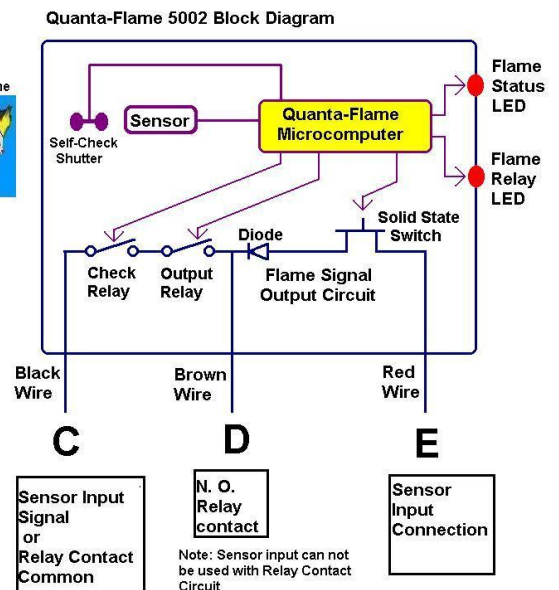 Quanta-Flame 5002 Block Diagram
Flame
Status
LED
Quanta-Flame
Microcomputer
Sensor
Self-Check
Shutter
Flame
Relay
LED
Solid State
Switch
Diode
Check
Relay
Output
Relay
Flame Signal
Output Circuit
Black
Wire
Brown
Wire
Red
Wire
C
D
E
Sensor Input
Signal
or
Relay Contact
Common
N. O.
Relay
contact
Sensor
Input
Connection
Note: Sensor input can not
be used with Relay Contact
Circuit